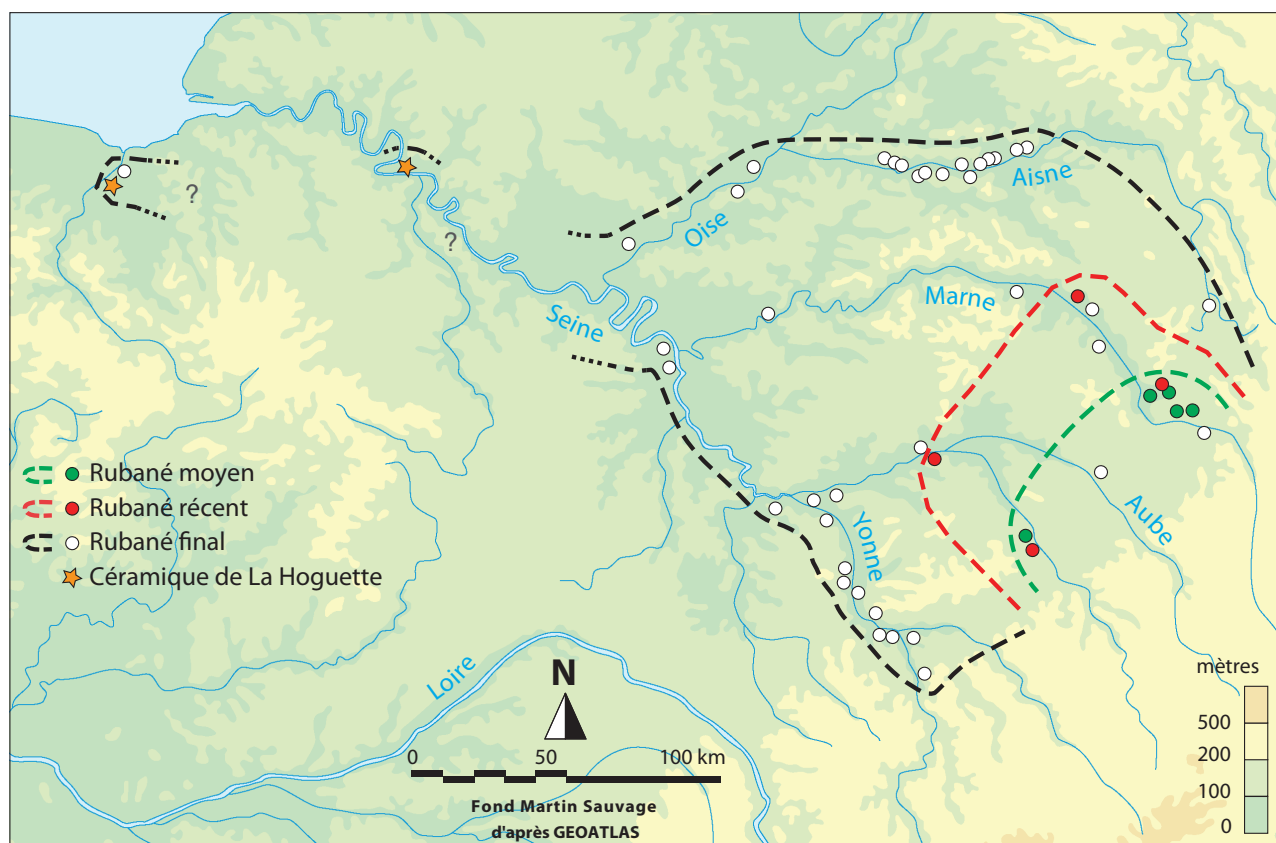 ?
?
Oise
Aisne
Marne
Seine
Aube
Yonne
Loire
Rubané moyen
Rubané récent
Rubané final
Céramique de La Hoguette
N
0 50 100 km
Fond Martin Sauvage
d'après GEOATLAS
mètres
500
200
100
0